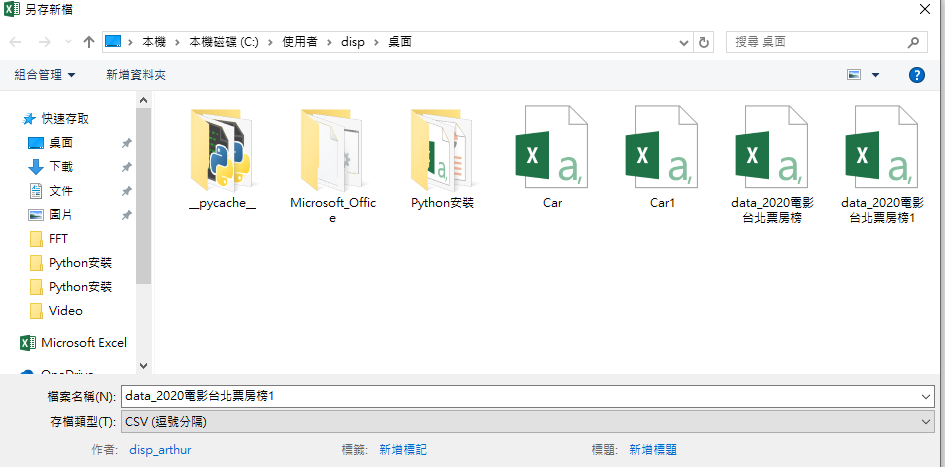 另存新檔
本機 > 本機磁碟 (C:) > 使用者 > disp > 桌面
搜尋 桌面
組合管理
新增資料夾
?
快速存取
桌面
下載
文件
圖片
FFT
Python安裝
Python安裝
Video
Microsoft Excel
OneDrive
__pycache__
Microsoft_Offic
e
Python安裝
Car
Car1
data_2020電影
台北票房榜
data_2020電影
台北票房榜1
檔案名稱(N):
data_2020電影台北票房榜1
存檔類型(T):
CSV (逗號分隔)
作者: disp_arthur
標籤: 新增標記
標題: 新增標題